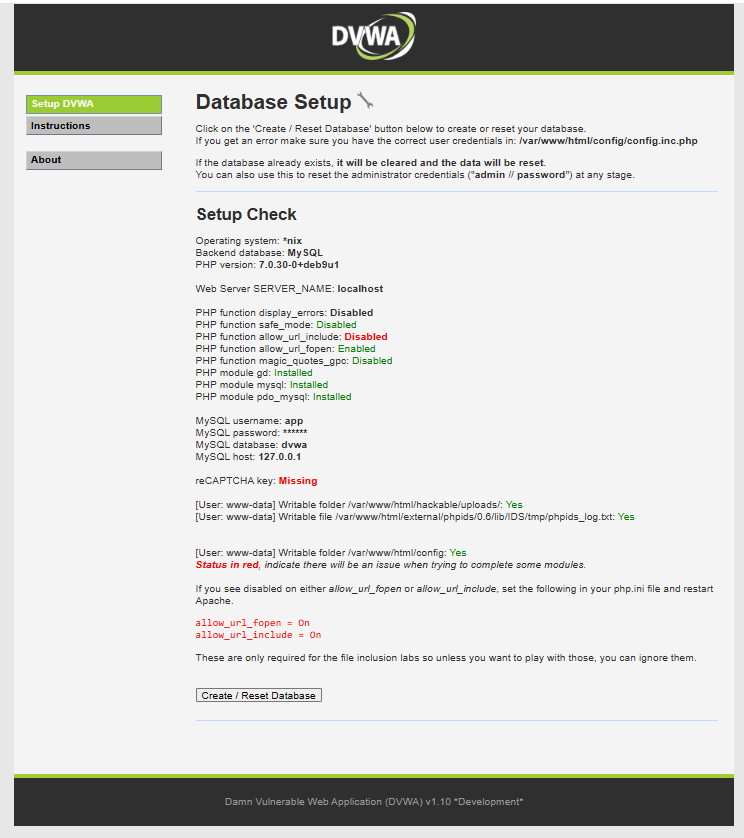 DVWA
Setup DVWA
Instructions
About
Database Setup
Click on the 'Create / Reset Database' button below to create or reset your database.
If you get an error make sure you have the correct user credentials in: /var/www/html/config/config.inc.php
If the database already exists, it will be cleared and the data will be reset.
You can also use this to reset the administrator credentials ("admin // password") at any stage.
Setup Check
Operating system: *nix
Backend database: MySQL
PHP version: 7.0.30-0+deb9u1
Web Server SERVER_NAME: localhost
PHP function display_errors: Disabled
PHP function safe_mode: Disabled
PHP function allow_url_include: Disabled
PHP function allow_url_fopen: Enabled
PHP function magic_quotes_gpc: Disabled
PHP module gd: Installed
PHP module mysql: Installed
PHP module pdo_mysql: Installed
MySQL username: app
MySQL password: ******
MySQL database: dvwa
MySQL host: 127.0.0.1
reCAPTCHA key: Missing
[User: www-data] Writable folder /var/www/html/hackable/uploads/: Yes
[User: www-data] Writable file /var/www/html/external/phpids/0.6/lib/IDS/tmp/phpids_log.txt: Yes
[User: www-data] Writable folder /var/www/html/config: Yes
Status in red, indicate there will be an issue when trying to complete some modules.
If you see disabled on either allow_url_fopen or allow_url_include, set the following in your php.ini file and restart
Apache.
allow_url_fopen = On
allow_url_include = On
These are only required for the file inclusion labs so unless you want to play with those, you can ignore them.
Create / Reset Database
Damn Vulnerable Web Application (DVWA) v1.10 *Development*